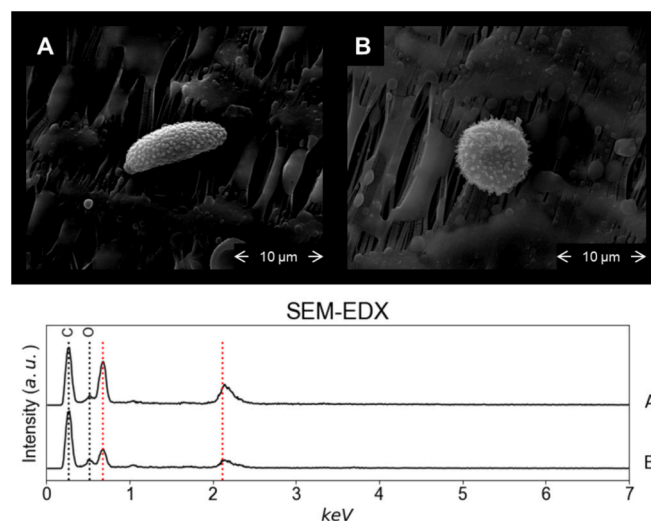 A
B
10 µm
10 µm
SEM-EDX
C
O
Intensity (a. u.)
A
B
0 1 2 3 4 5 6 7
keV